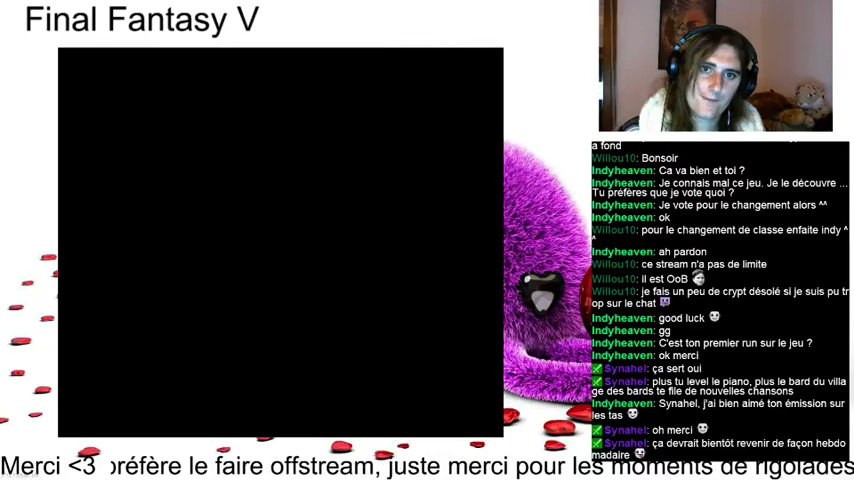 Final Fantasy V
a fond
Willou10: Bonsoir
Indyheaven: Ca va bien et toi ?
Indyheaven: Je connais mal ce jeu. Je le découvre ...
Tu préfères que je vote quoi ?
Indyheaven: Je vote pour le changement alors ^^
Indyheaven: ok
Willou10: pour le changement de classe enfaite indy ^
^
Indyheaven: ah pardon
Willou10: ce stream n'a pas de limite
Willou10: il est OoB
Willou10: je fais un peu de crypt désolé si je suis pu tr
op sur le chat
Indyheaven: good luck
Indyheaven: gg
Indyheaven: C'est ton premier run sur le jeu ?
Indyheaven: ok merci
Synahel: ça sert oui
Synahel: plus tu level le piano, plus le bard du villa
ge des bards te file de nouvelles chansons
Indyheaven: Synahel, j'ai bien aimé ton émission sur
les tas
Synahel: oh merci
Synahel: ça devrait bientôt revenir de façon hebdo
madaire
Merci <3 préfère le faire offstream, juste merci pour les moments de rigolades